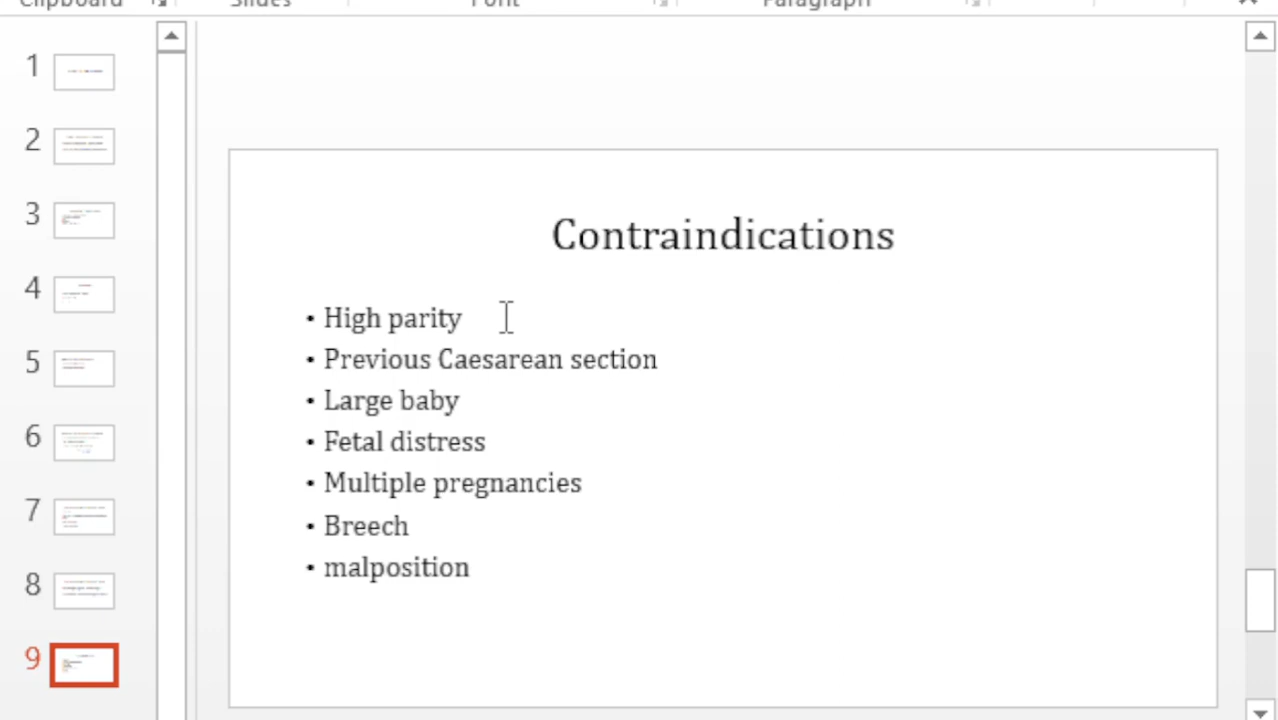 Clipboard
Slides
Font
Paragraph
1
2
3
4
5
6
7
8
9
Contraindications
• High parity
• Previous Caesarean section
• Large baby
• Fetal distress
• Multiple pregnancies
• Breech
• malposition